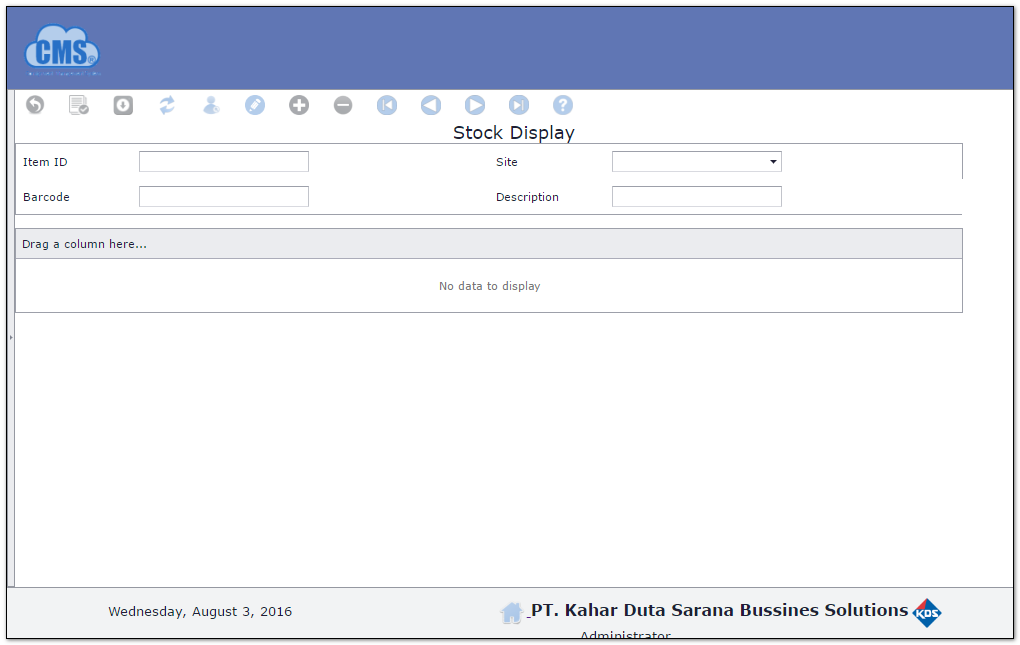 CMS®
Stock Display
Item ID
Site
Barcode
Description
Drag a column here...
No data to display
Wednesday, August 3, 2016
PT. Kahar Duta Sarana Bussines Solutions
KDS
Administrator